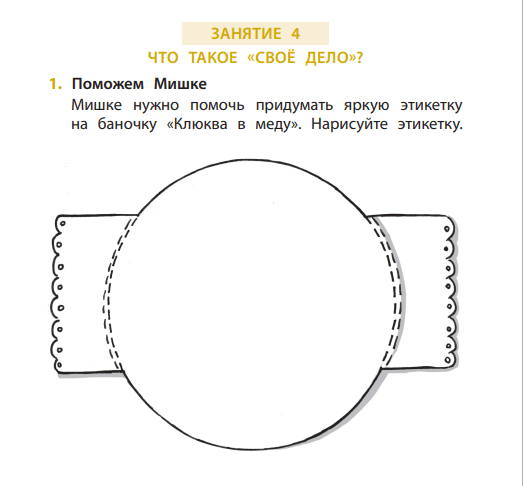 ЗАНЯТИЕ 4
ЧТО ТАКОЕ «СВОЁ ДЕЛО»?
1. Поможем Мишке
Мишке нужно помочь придумать яркую этикетку
на баночку «Клюква в меду». Нарисуйте этикетку.